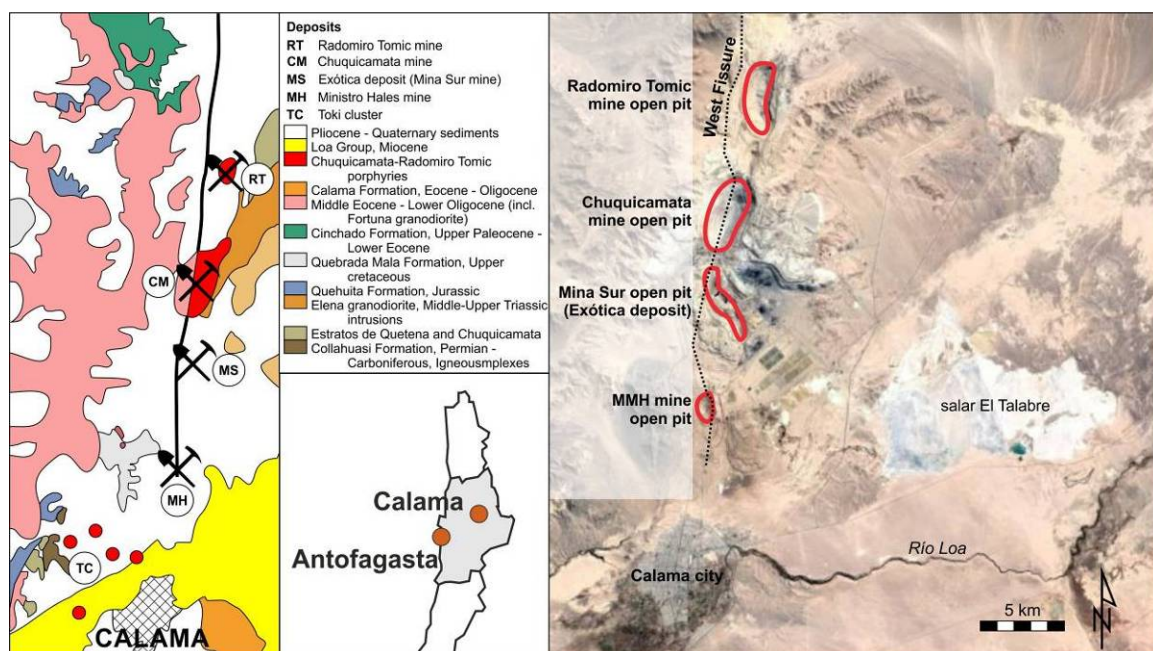 RT
CM
MS
MH
TC
CALAMA
Deposits
RT Radomiro Tomic mine
CM Chuquicamata mine
MS Exótica deposit (Mina Sur mine)
MH Ministro Hales mine
TC Toki cluster
Pliocene - Quaternary sediments
Loa Group, Miocene
Chuquicamata-Radomiro Tomic
porphyries
Calama Formation, Eocene - Oligocene
Middle Eocene - Lower Oligocene (incl.
Fortuna granodiorite)
Cinchado Formation, Upper Paleocene -
Lower Eocene
Quebrada Mala Formation, Upper
cretaceous
Quehuita Formation, Jurassic
Elena granodiorite, Middle-Upper Triassic
intrusions
Estratos de Quetena and Chuquicamata
Collahuasi Formation, Permian -
Carboniferous, Igneousmplexes
Calama
Antofagasta
West Fissure
Radomiro Tomic
mine open pit
Chuquicamata
mine open pit
Mina Sur open pit
(Exótica deposit)
MMH mine
open pit
salar El Talabre
Río Loa
Calama city
5 km
N